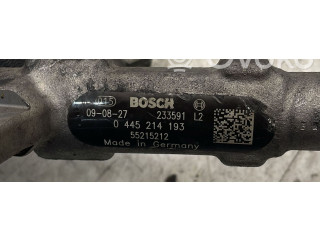 BOSCH
09-08-27 233591 L2
0 445 214 193
55215212
Made in Germany